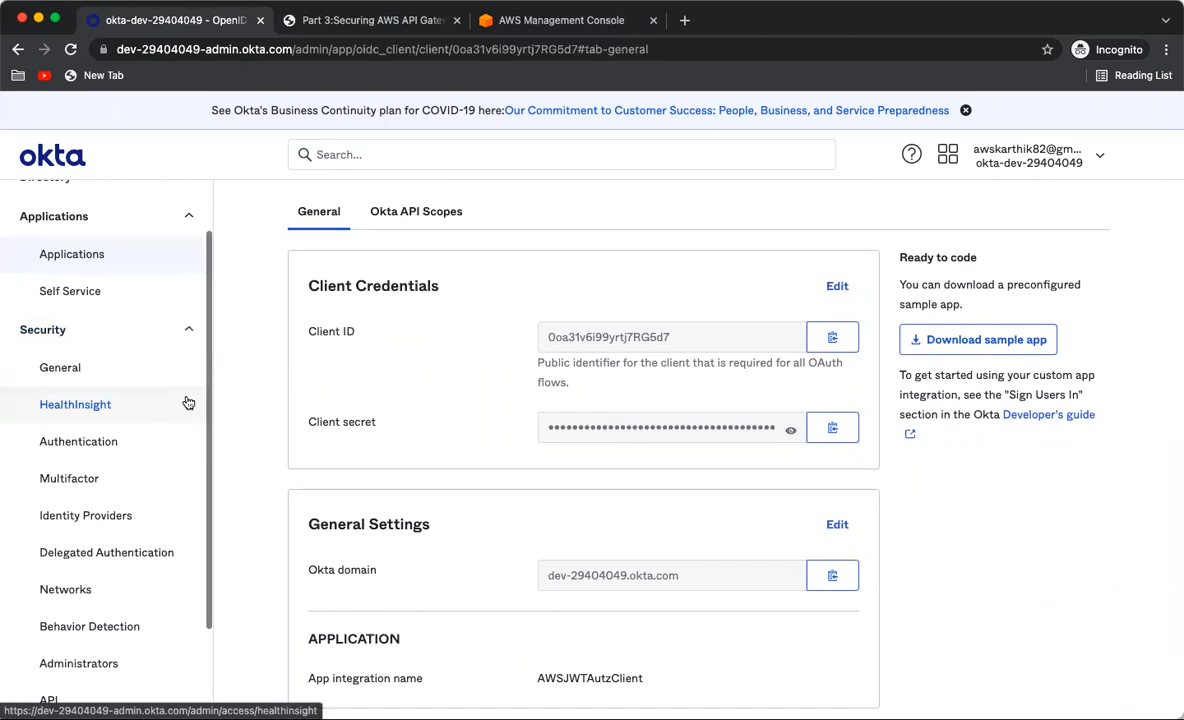 okta-dev-29404049 - OpenID
Part 3:Securing AWS API Gate
AWS Management Console
dev-29404049-admin.okta.com/admin/app/oidc_client/client/0oa31v6i99yrtj7RG5d7#tab-general
Incognito
New Tab
Reading List
See Okta's Business Continuity plan for COVID-19 here:Our Commitment to Customer Success: People, Business, and Service Preparedness
okta
Search...
awskarthik82@gm...
okta-dev-29404049
Directory
Applications
Applications
Self Service
Security
General
HealthInsight
Authentication
Multifactor
Identity Providers
Delegated Authentication
Networks
Behavior Detection
Administrators
API
General
Okta API Scopes
Client Credentials
Edit
Client ID
0oa31v6i99yrtj7RG5d7
Public identifier for the client that is required for all OAuth
flows.
Client secret
••••••••••••••••••••••••••••••••••••••••
General Settings
Edit
Okta domain
dev-29404049.okta.com
APPLICATION
App integration name
AWSJWTAutzClient
Ready to code
You can download a preconfigured
sample app.
Download sample app
To get started using your custom app
integration, see the "Sign Users In"
section in the Okta Developer's guide
https://dev-29404049-admin.okta.com/admin/access/healthinsight